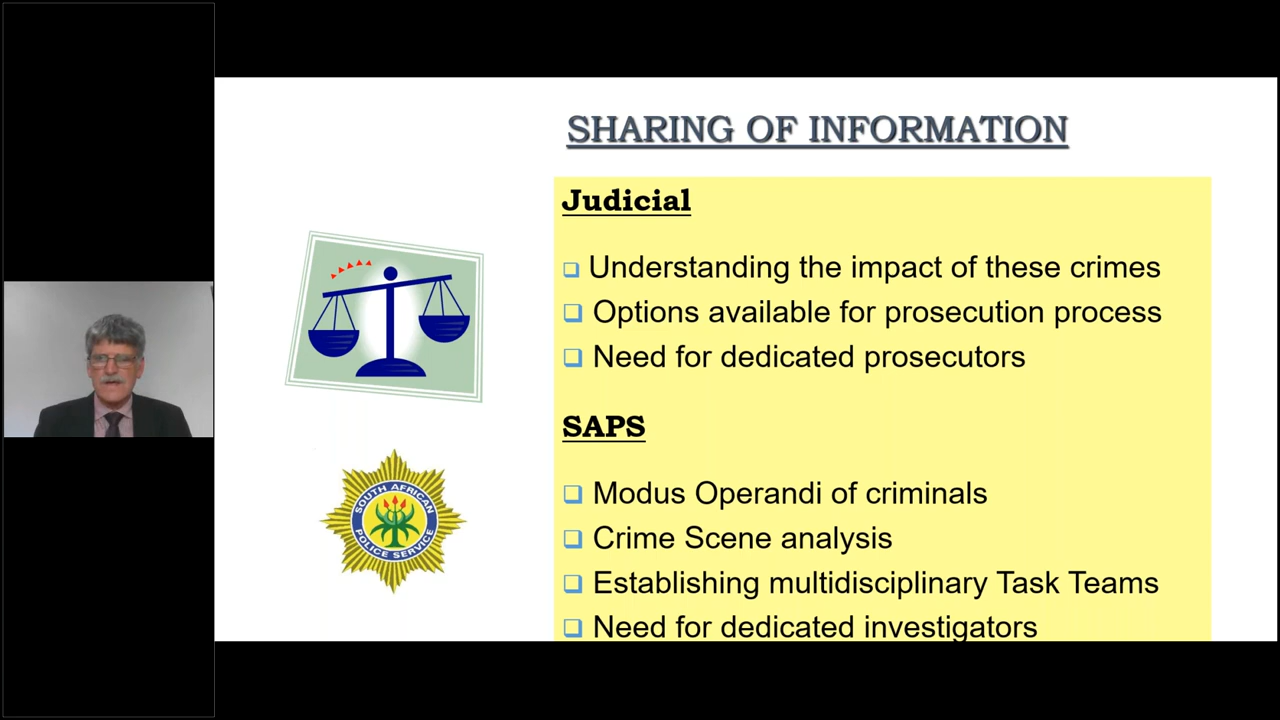 SHARING OF INFORMATION
Judicial
Understanding the impact of these crimes
Options available for prosecution process
Need for dedicated prosecutors
SAPS
Modus Operandi of criminals
Crime Scene analysis
Establishing multidisciplinary Task Teams
Need for dedicated investigators
SOUTH AFRICAN
POLICE SERVICE